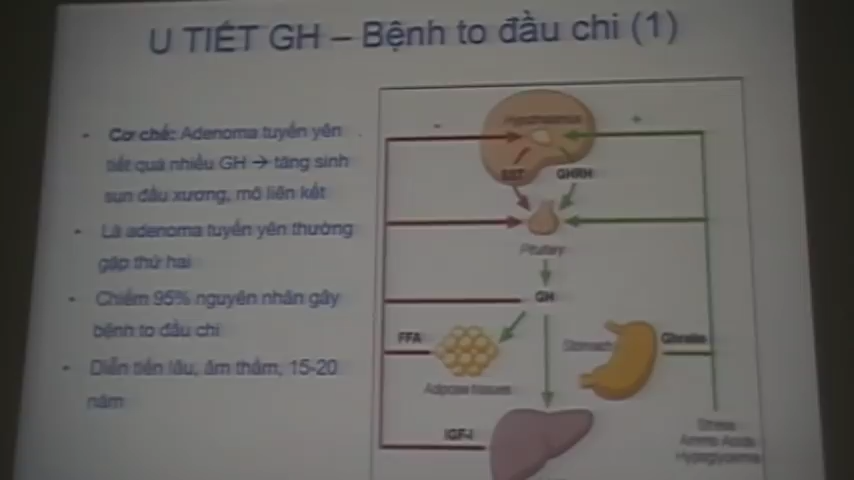 U TIẾT GH – Bệnh to đầu chi (1)
• Cơ chế: Adenoma tuyến yên
tiết quá nhiều GH → tăng sinh
sụn đầu xương, mô liên kết
• Là adenoma tuyến yên thường
gặp thứ hai
• Chiếm 95% nguyên nhân gây
bệnh to đầu chi
• Diễn tiến lâu, âm thầm, 15-20
năm
Hypothalamus
- +
SST GHRH
Pituitary
GH
FFA
Stomach
Ghrelin
Adipose tissues
IGF-I
Stress
Amino Acids
Hypoglycemia